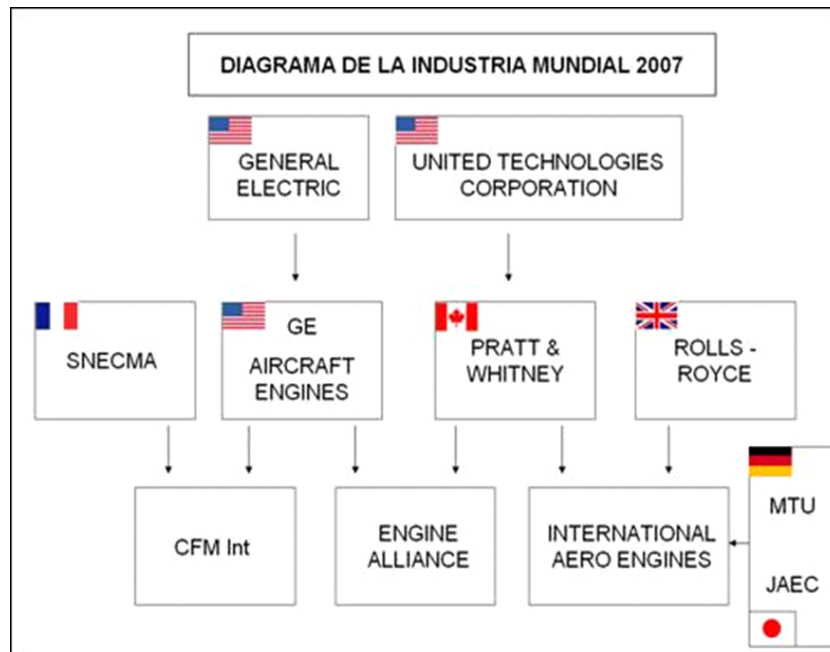 DIAGRAMA DE LA INDUSTRIA MUNDIAL 2007
GENERAL
ELECTRIC
UNITED TECHNOLOGIES
CORPORATION
SNECMA
GE
AIRCRAFT
ENGINES
PRATT &
WHITNEY
ROLLS -
ROYCE
CFM Int
ENGINE
ALLIANCE
INTERNATIONAL
AERO ENGINES
MTU
JAEC